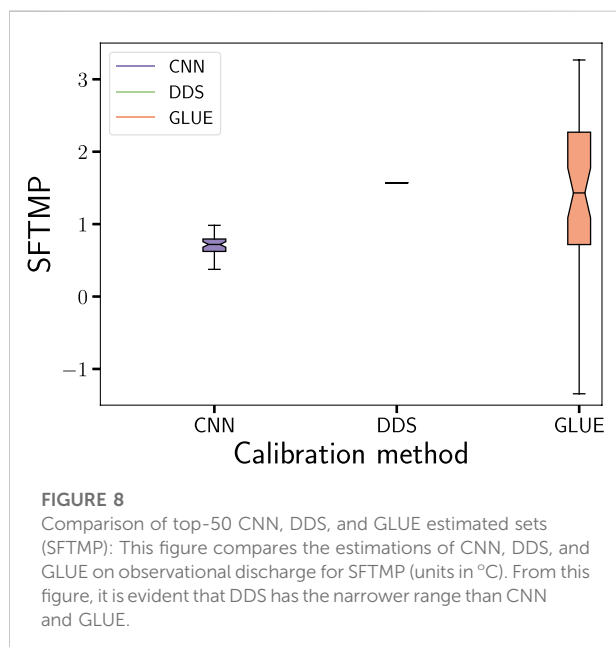 3
2
1
0
−1
SFTMP
CNN
DDS
GLUE
CNN
DDS
GLUE
Calibration method
FIGURE 8
Comparison of top-50 CNN, DDS, and GLUE estimated sets
(SFTMP): This figure compares the estimations of CNN, DDS, and
GLUE on observational discharge for SFTMP (units in °C). From this
figure, it is evident that DDS has the narrower range than CNN
and GLUE.